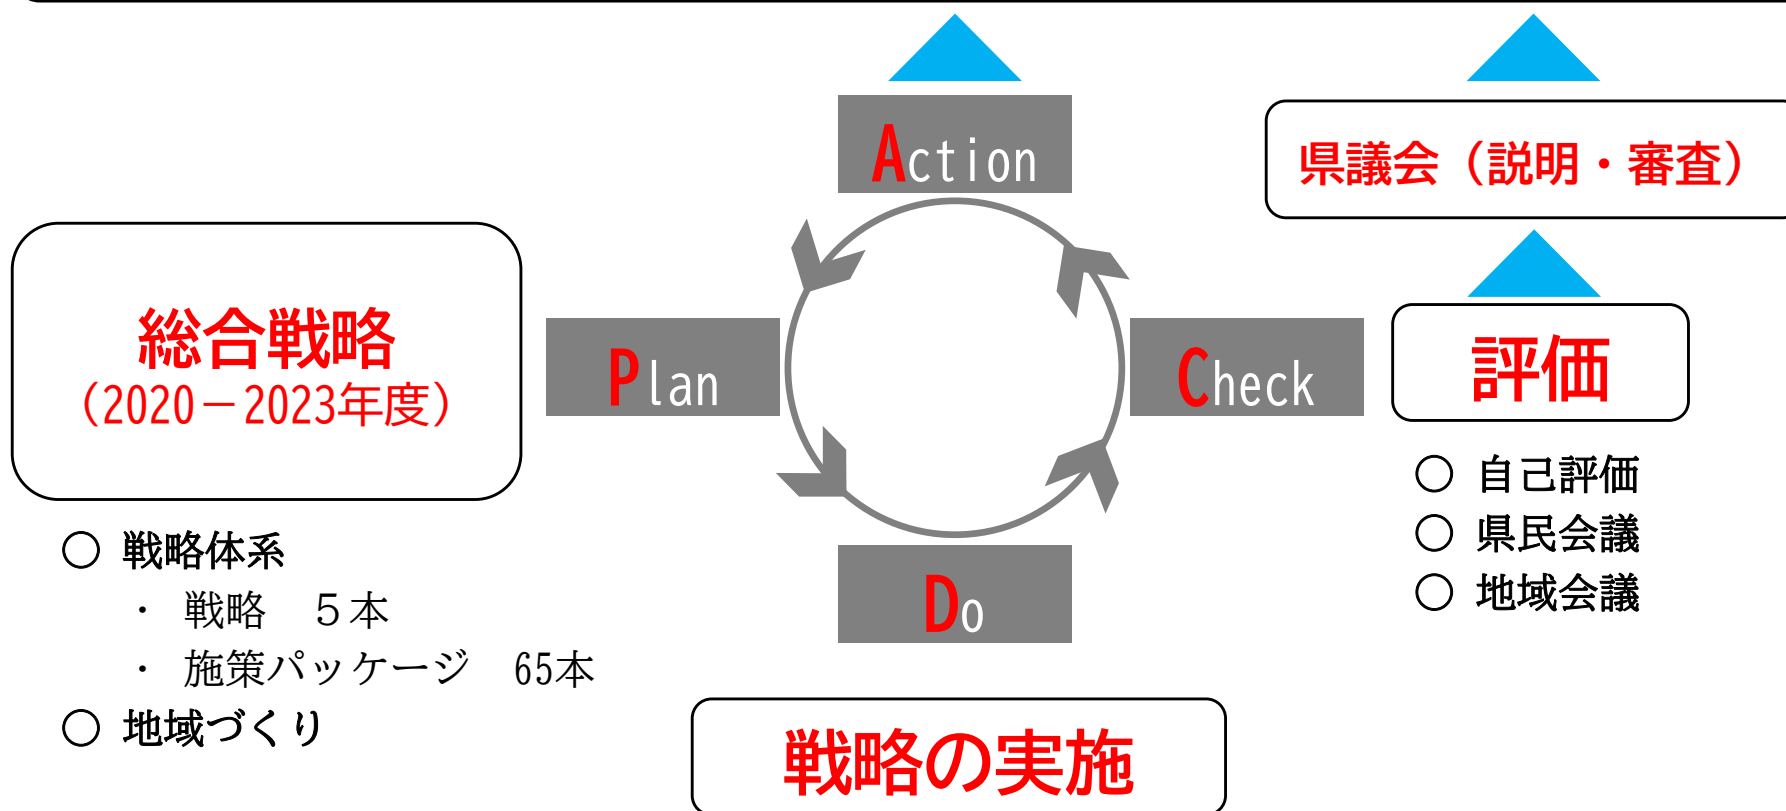 Action
県議会（説明・審査）
総合戦略
（2020－2023年度）
Plan
Check
評価
○ 自己評価
○ 県民会議
○ 地域会議
○ 戦略体系
・ 戦略　５本
・ 施策パッケージ　65本
○ 地域づくり
Do
戦略の実施